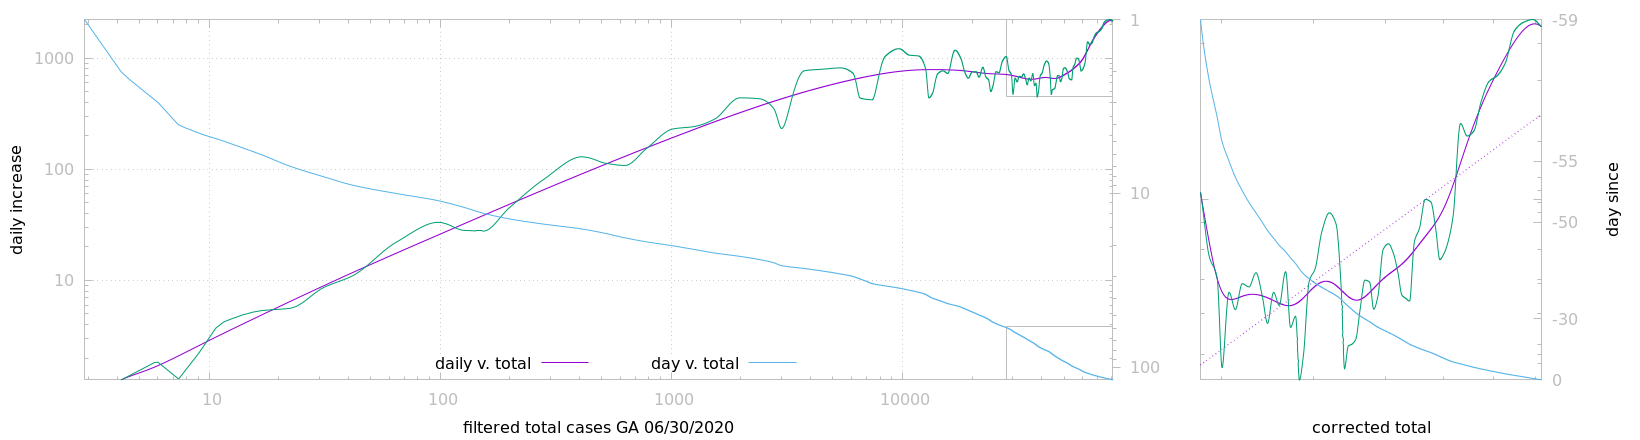 daily increase
1000
100
10
10
100
1000
10000
1
10
100
daily v. total
day v. total
filtered total cases GA 06/30/2020
-59
-55
-50
-30
0
day since
corrected total